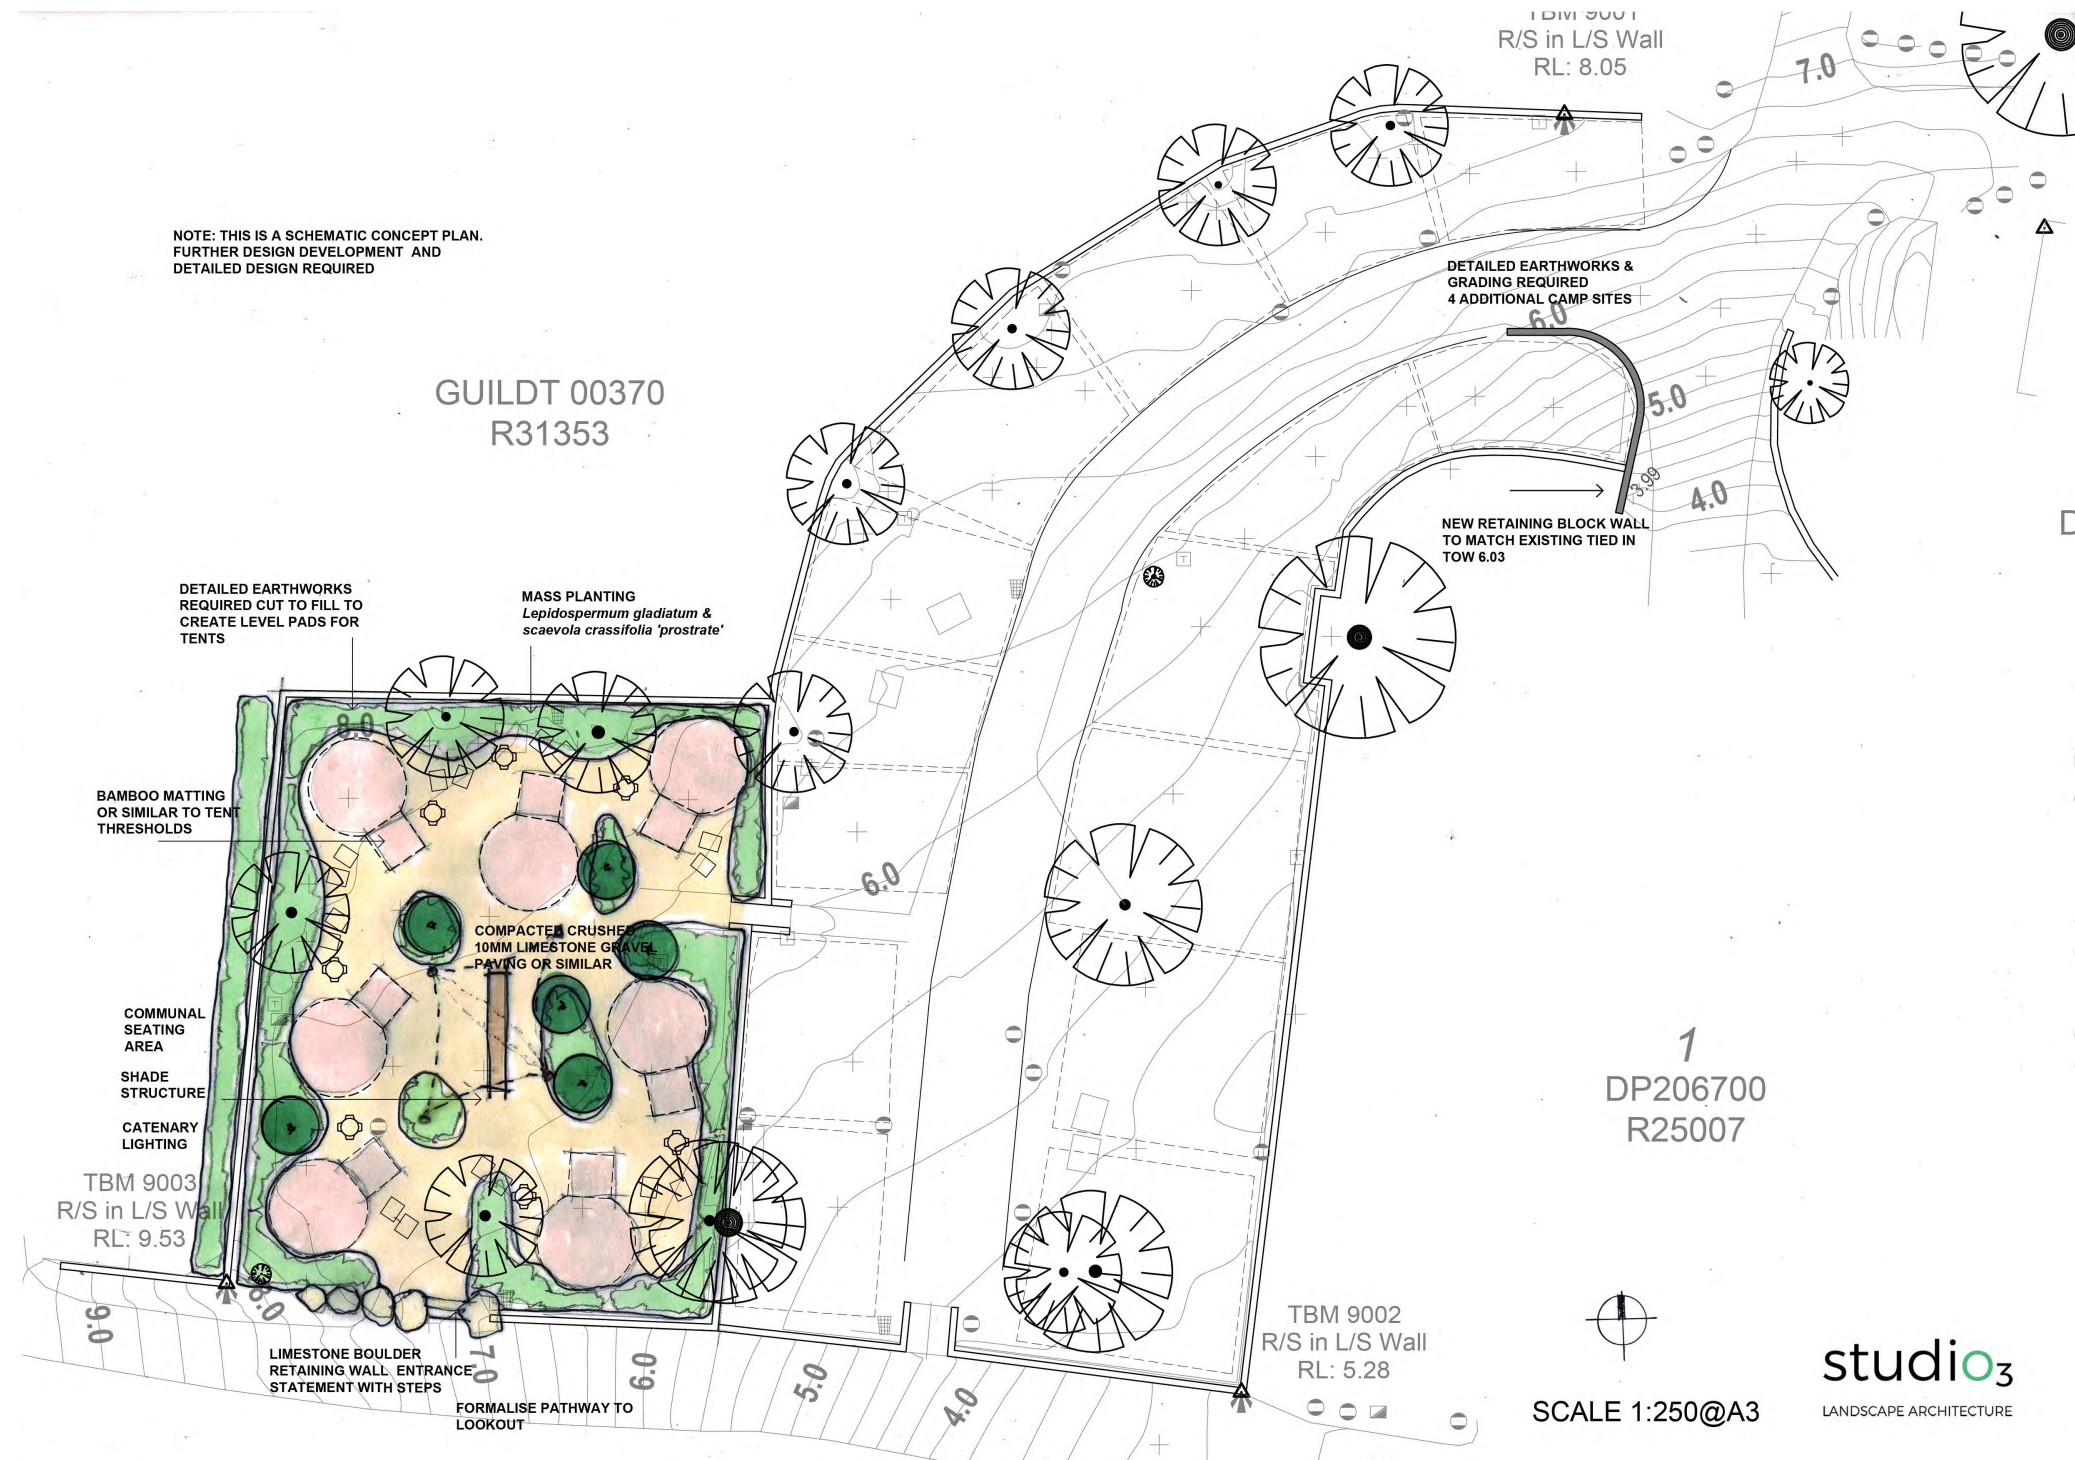 TBM 9001
R/S in L/S Wall
RL: 8.05
7.0
NOTE: THIS IS A SCHEMATIC CONCEPT PLAN.
FURTHER DESIGN DEVELOPMENT AND
DETAILED DESIGN REQUIRED
DETAILED EARTHWORKS &
GRADING REQUIRED
4 ADDITIONAL CAMP SITES
6.0
GUILDT 00370
R31353
5.0
3.99
4.0
NEW RETAINING BLOCK WALL
TO MATCH EXISTING TIED IN
TOW 6.03
DETAILED EARTHWORKS
REQUIRED CUT TO FILL TO
CREATE LEVEL PADS FOR
TENTS
MASS PLANTING
Lepidospermum gladiatum &
scaevola crassifolia 'prostrate'
8.0
BAMBOO MATTING
OR SIMILAR TO TENT
THRESHOLDS
6.0
COMPACTED CRUSHED
10MM LIMESTONE GRAVEL
PAVING OR SIMILAR
COMMUNAL
SEATING
AREA
SHADE
STRUCTURE
CATENARY
LIGHTING
1
DP206700
R25007
TBM 9003
R/S in L/S Wall
RL: 9.53
9.0
8.0
7.0
6.0
5.0
4.0
LIMESTONE BOULDER
RETAINING WALL ENTRANCE
STATEMENT WITH STEPS
FORMALISE PATHWAY TO
LOOKOUT
TBM 9002
R/S in L/S Wall
RL: 5.28
SCALE 1:250@A3
studio3
LANDSCAPE ARCHITECTURE